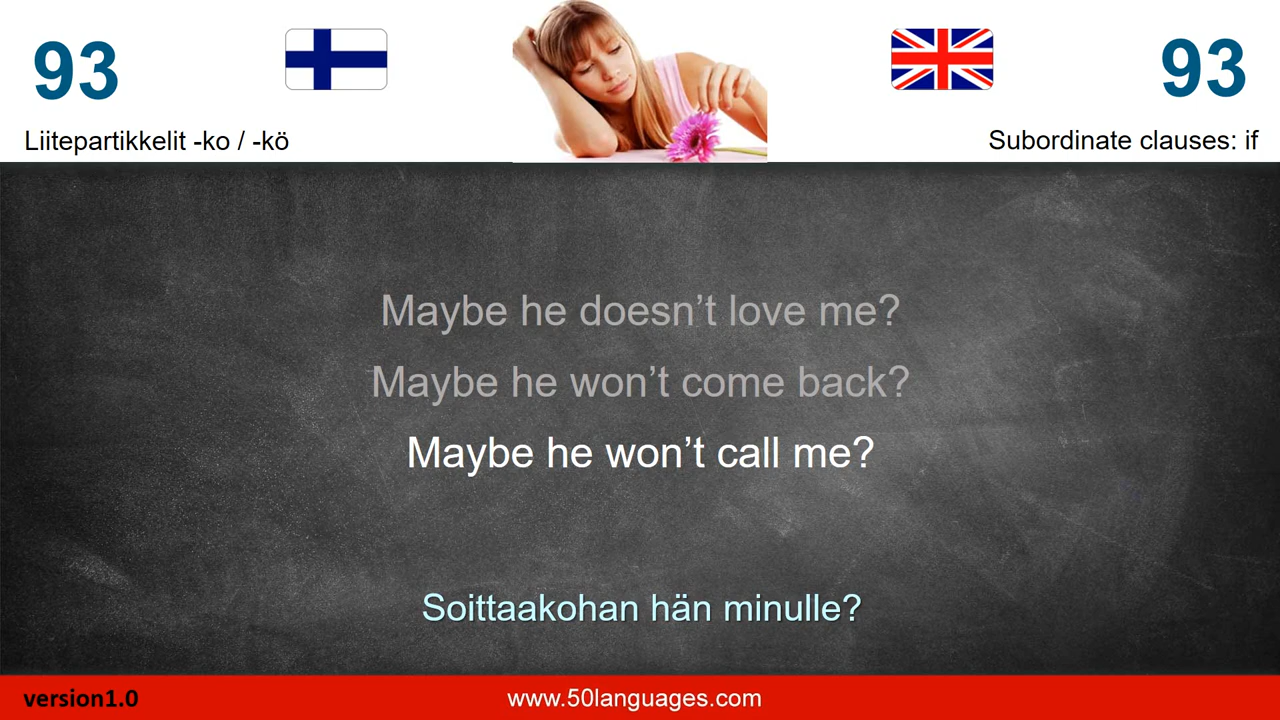 93
93
Liitepartikkelit -ko / -kö
Subordinate clauses: if
Maybe he doesn’t love me?
Maybe he won’t come back?
Maybe he won’t call me?
Soittaakohan hän minulle?
version1.0
www.50languages.com